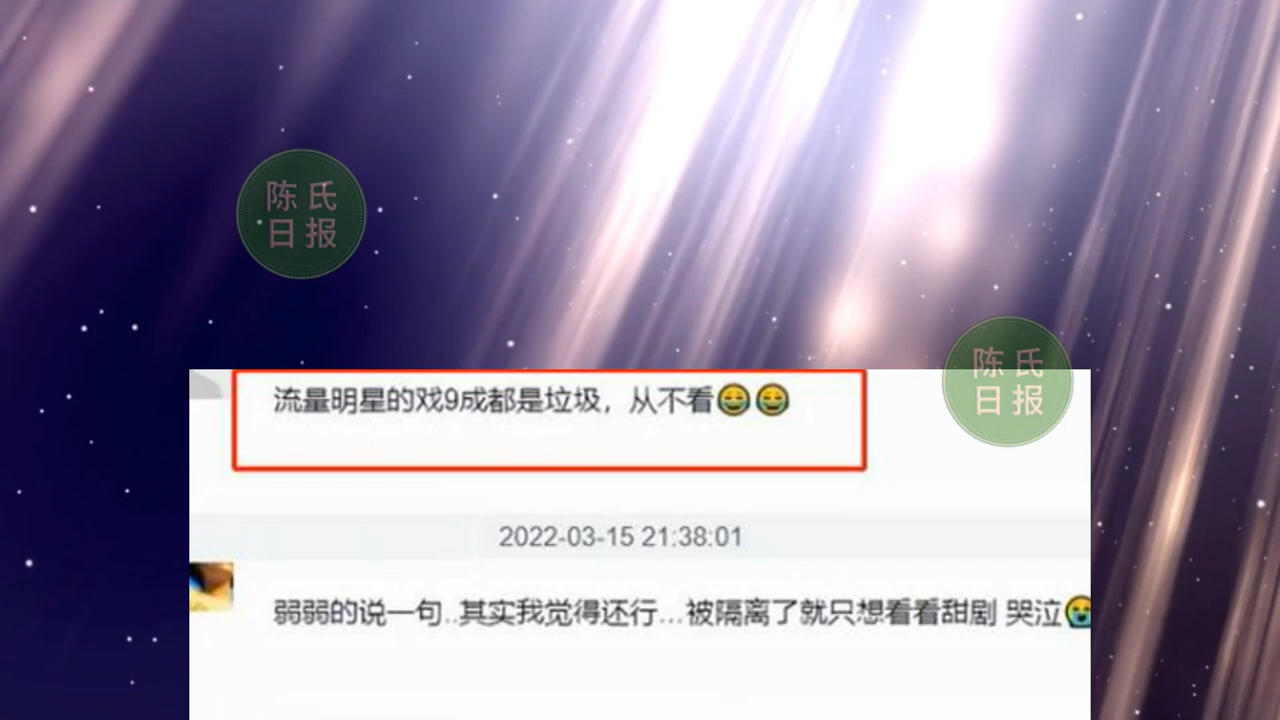 陈氏
日报
陈氏
日报
流量明星的戏9成都是垃圾，从不看😂😂
2022-03-15 21:38:01
弱弱的说一句..其实我觉得还行...被隔离了就只想看看甜剧 哭泣😭